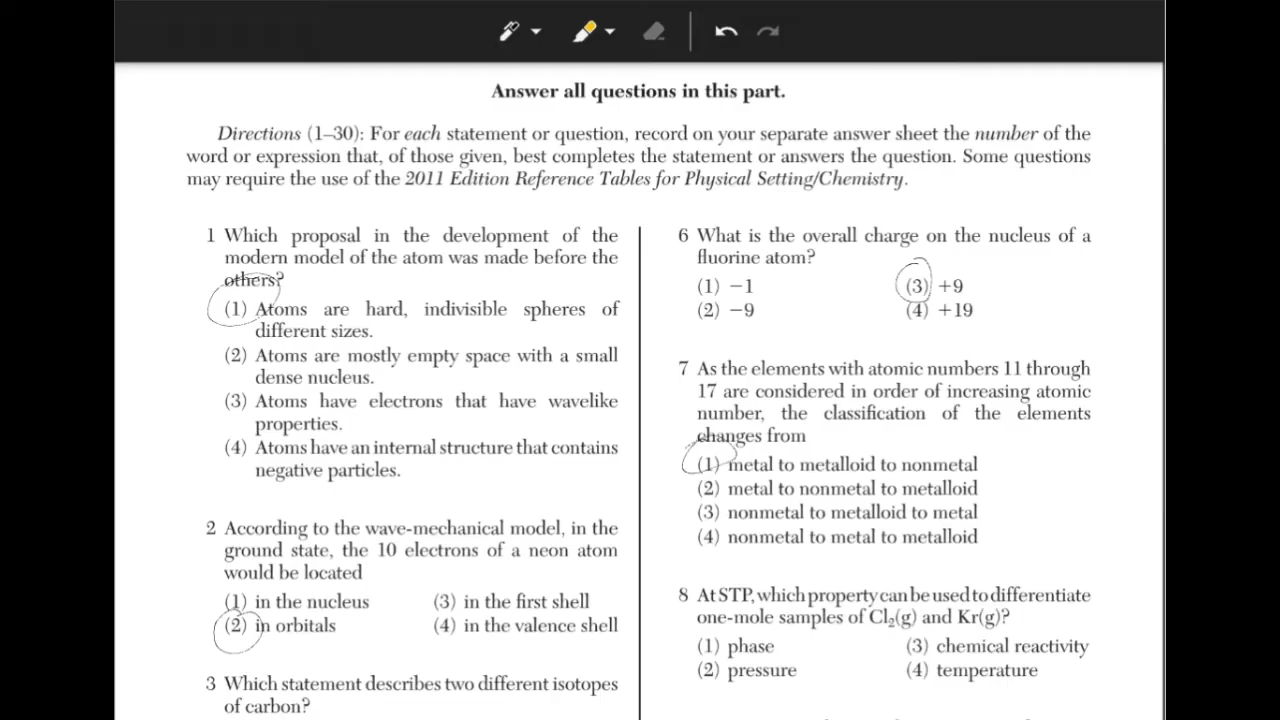 Answer all questions in this part.
Directions (1–30): For each statement or question, record on your separate answer sheet the number of the
word or expression that, of those given, best completes the statement or answers the question. Some questions
may require the use of the 2011 Edition Reference Tables for Physical Setting/Chemistry.
1 Which proposal in the development of the
modern model of the atom was made before the
others?
(1) Atoms are hard, indivisible spheres of
different sizes.
(2) Atoms are mostly empty space with a small
dense nucleus.
(3) Atoms have electrons that have wavelike
properties.
(4) Atoms have an internal structure that contains
negative particles.
2 According to the wave-mechanical model, in the
ground state, the 10 electrons of a neon atom
would be located
(1) in the nucleus (3) in the first shell
(2) in orbitals (4) in the valence shell
3 Which statement describes two different isotopes
of carbon?
6 What is the overall charge on the nucleus of a
fluorine atom?
(1) −1 (3) +9
(2) −9 (4) +19
7 As the elements with atomic numbers 11 through
17 are considered in order of increasing atomic
number, the classification of the elements
changes from
(1) metal to metalloid to nonmetal
(2) metal to nonmetal to metalloid
(3) nonmetal to metalloid to metal
(4) nonmetal to metal to metalloid
8 At STP, which property can be used to differentiate
one-mole samples of Cl₂(g) and Kr(g)?
(1) phase (3) chemical reactivity
(2) pressure (4) temperature